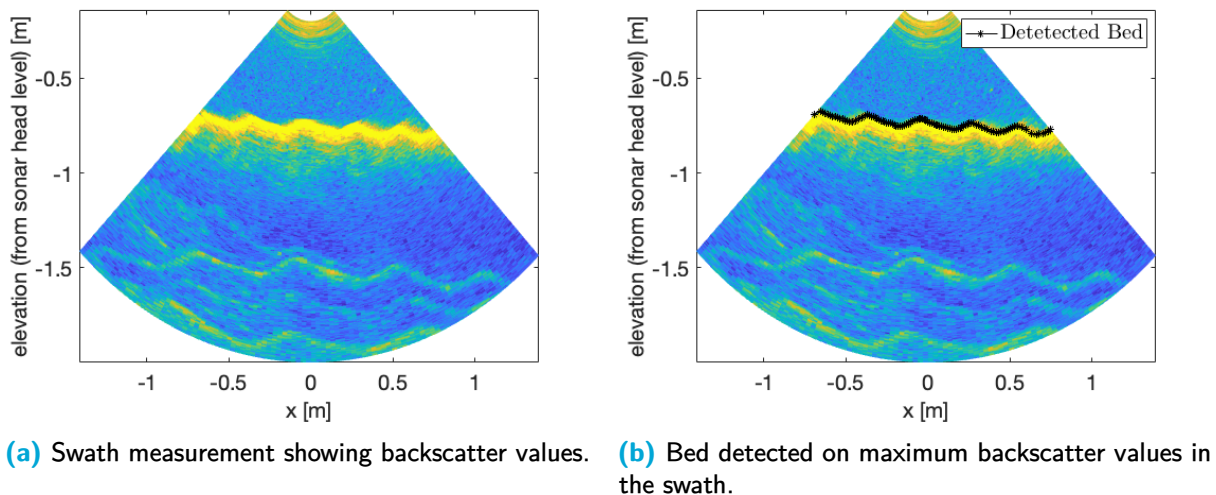 elevation (from sonar head level) [m]
-0.5
-1
-1.5
-1
-0.5
0
0.5
1
x [m]
(a) Swath measurement showing backscatter values.
elevation (from sonar head level) [m]
Detetected Bed
-0.5
-1
-1.5
-1
-0.5
0
0.5
1
x [m]
(b) Bed detected on maximum backscatter values in
the swath.